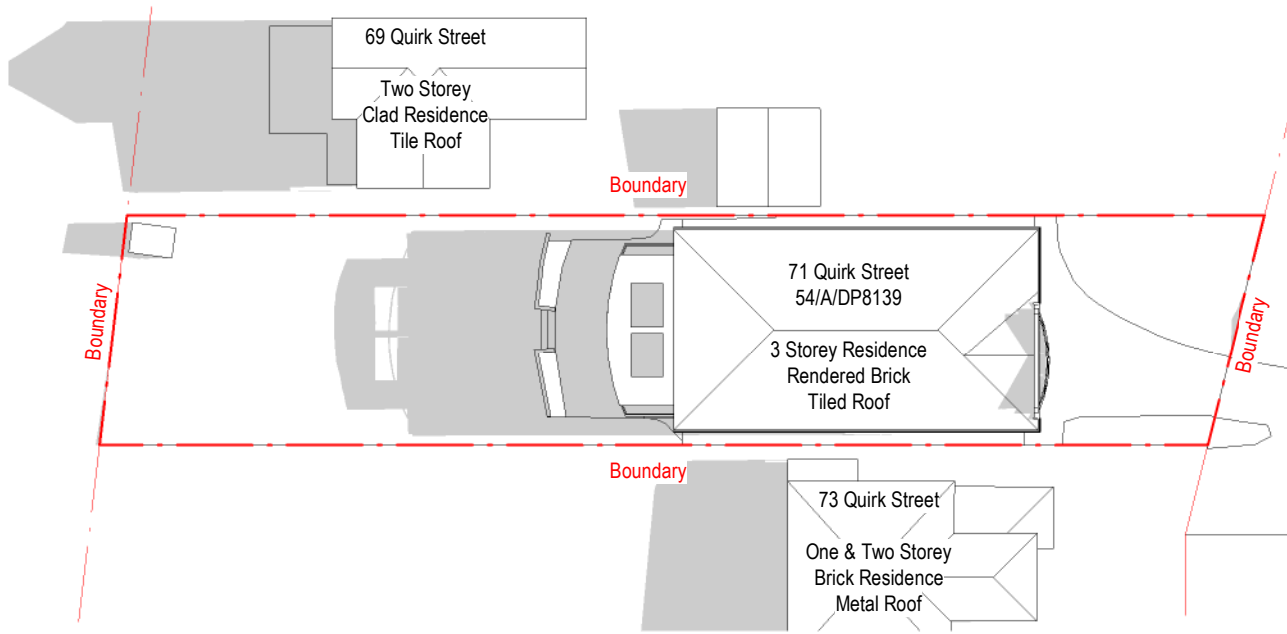 69 Quirk Street
Two Storey
Clad Residence
Tile Roof
Boundary
71 Quirk Street
54/A/DP8139
3 Storey Residence
Rendered Brick
Tiled Roof
Boundary
Boundary
Boundary
73 Quirk Street
One & Two Storey
Brick Residence
Metal Roof